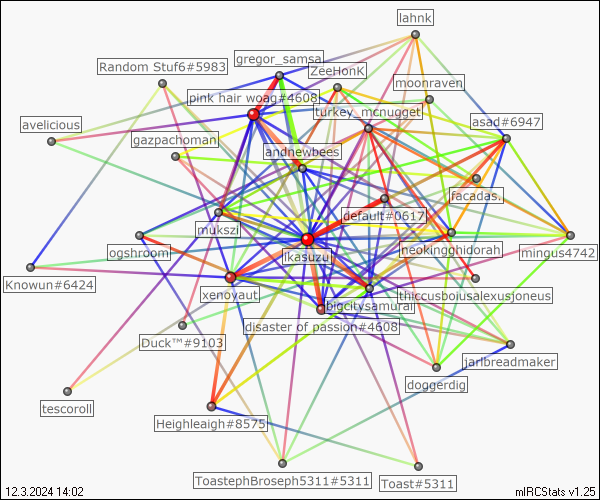 lahnk
gregor_samsa
ZeeHonK
Random Stuf6#5983
moonraven
pink hair woag#4608
turkey_mcnugget
asad#6947
avelicious
gazpachoman
andnewbees
facadas.
default#0617
mukszi
ikasuzu
neokingghidorah
mingus4742
ogshroom
Knowun#6424
xenoyaut
thiccusboiusalexusjoneus
bigcitysamurai
disaster of passion#4608
Duck™#9103
jarlbreadmaker
doggerdig
tescoroll
Heighleaigh#8575
ToastephBroseph5311#5311
Toast#5311
12.3.2024 14:02
mIRCStats v1.25